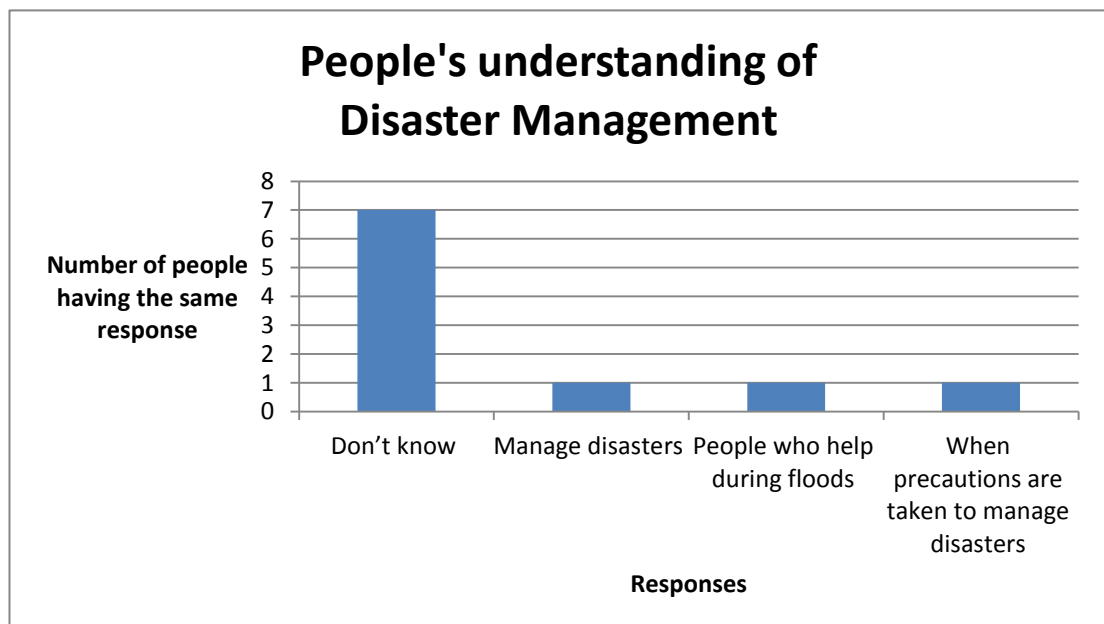 People's understanding of
Disaster Management
8
7
6
5
4
3
2
1
0
Number of people
having the same
response
Don’t know
Manage disasters
People who help
during floods
When
precautions are
taken to manage
disasters
Responses